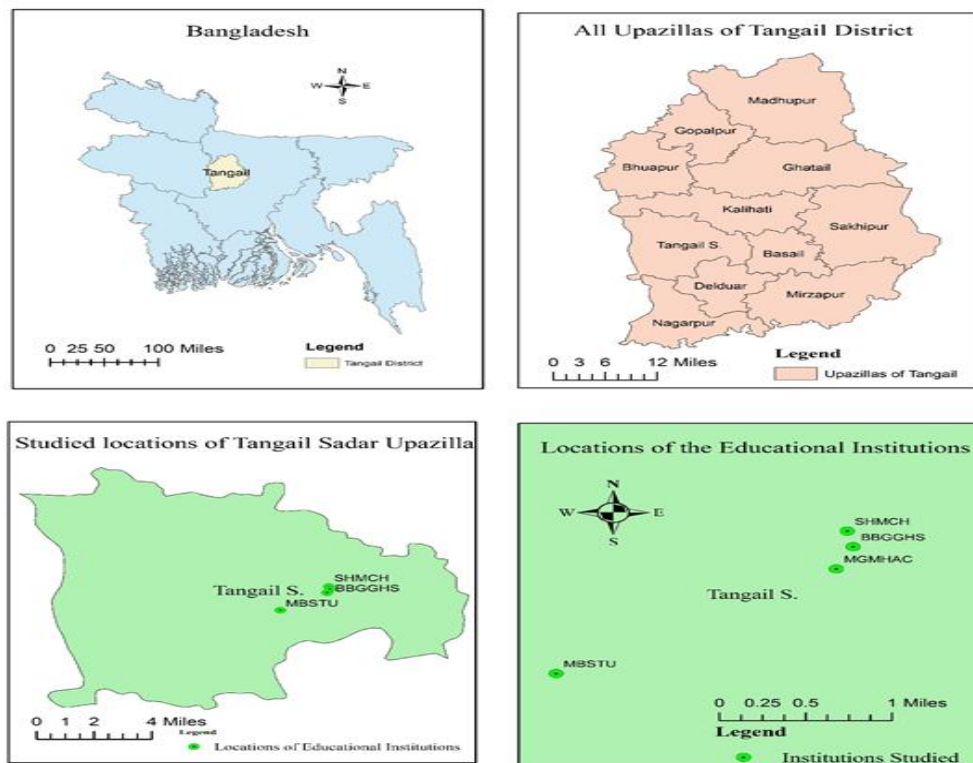 Bangladesh
N
W E
S
Tangail
0 25 50 100 Miles
Legend
Tangail District
All Upazillas of Tangail District
Madhupur
Gopalpur
Bhuapur
Ghatail
Kalihati
Sakhipur
Tangail S.
Basail
Delduar
Mirzapur
Nagarpur
0 3 6 12 Miles
Legend
Upazillas of Tangail
Studied locations of Tangail Sadar Upazilla
SHMCH
Tangail S. BBGGHS
MBSTU
0 1 2 4 Miles
Legend
Locations of Educational Institutions
Locations of the Educational Institutions
N
W E
S
SHMCH
BBGGHS
MGMHAC
Tangail S.
MBSTU
0 0.25 0.5 1 Miles
Legend
Institutions Studied